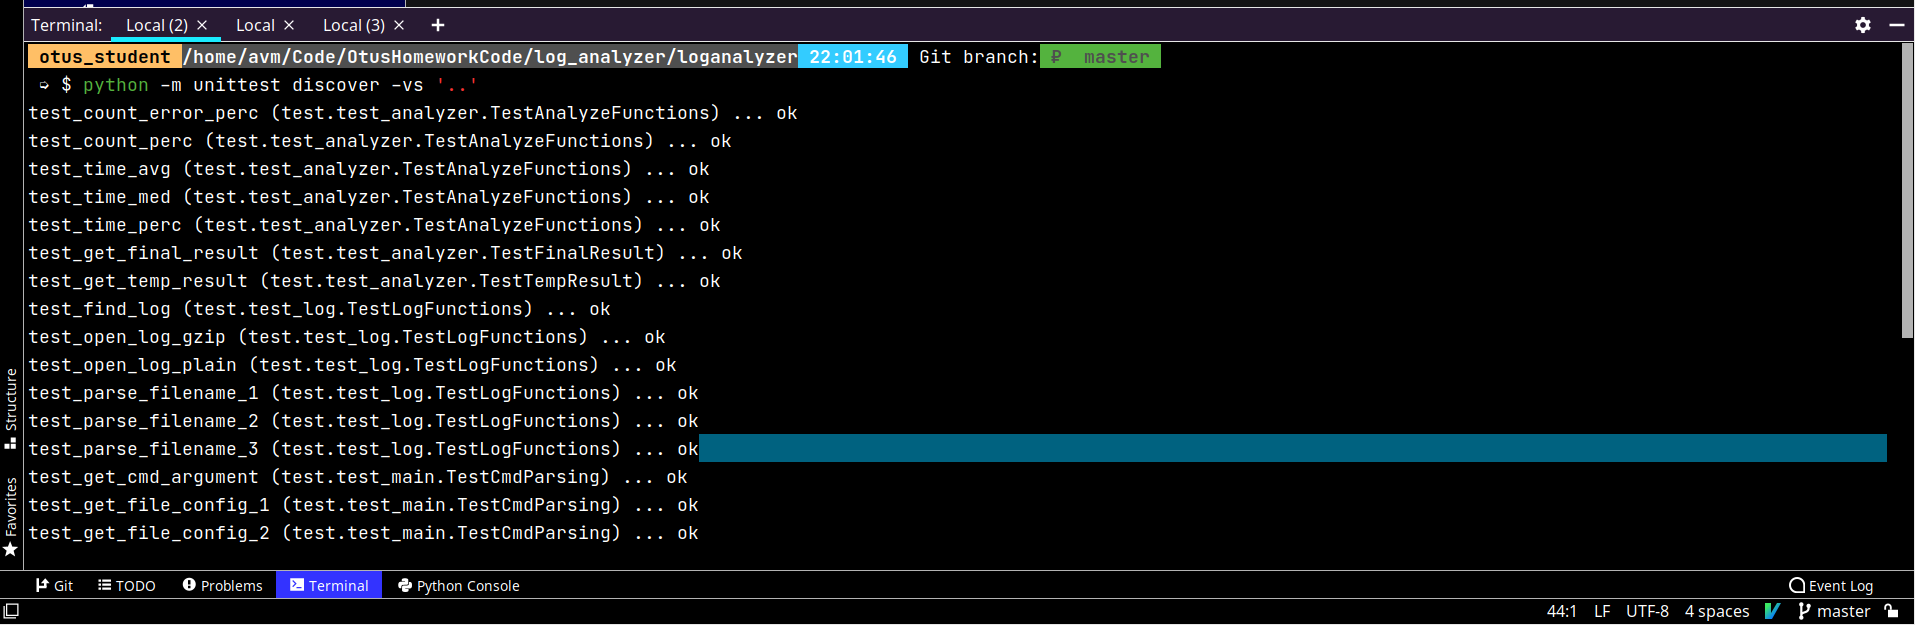 Terminal: Local (2) × Local × Local (3) × +
otus_student /home/avm/Code/OtusHomeworkCode/log_analyzer/loganalyzer 22:01:46 Git branch: master
$ python -m unittest discover -vs '..'
test_count_error_perc (test.test_analyzer.TestAnalyzeFunctions) ... ok
test_count_perc (test.test_analyzer.TestAnalyzeFunctions) ... ok
test_time_avg (test.test_analyzer.TestAnalyzeFunctions) ... ok
test_time_med (test.test_analyzer.TestAnalyzeFunctions) ... ok
test_time_perc (test.test_analyzer.TestAnalyzeFunctions) ... ok
test_get_final_result (test.test_analyzer.TestFinalResult) ... ok
test_get_temp_result (test.test_analyzer.TestTempResult) ... ok
test_find_log (test.test_log.TestLogFunctions) ... ok
test_open_log_gzip (test.test_log.TestLogFunctions) ... ok
test_open_log_plain (test.test_log.TestLogFunctions) ... ok
test_parse_filename_1 (test.test_log.TestLogFunctions) ... ok
test_parse_filename_2 (test.test_log.TestLogFunctions) ... ok
test_parse_filename_3 (test.test_log.TestLogFunctions) ... ok
test_get_cmd_argument (test.test_main.TestCmdParsing) ... ok
test_get_file_config_1 (test.test_main.TestCmdParsing) ... ok
test_get_file_config_2 (test.test_main.TestCmdParsing) ... ok
Structure
Favorites
Git TODO Problems Terminal Python Console Event Log
44:1 LF UTF-8 4 spaces master